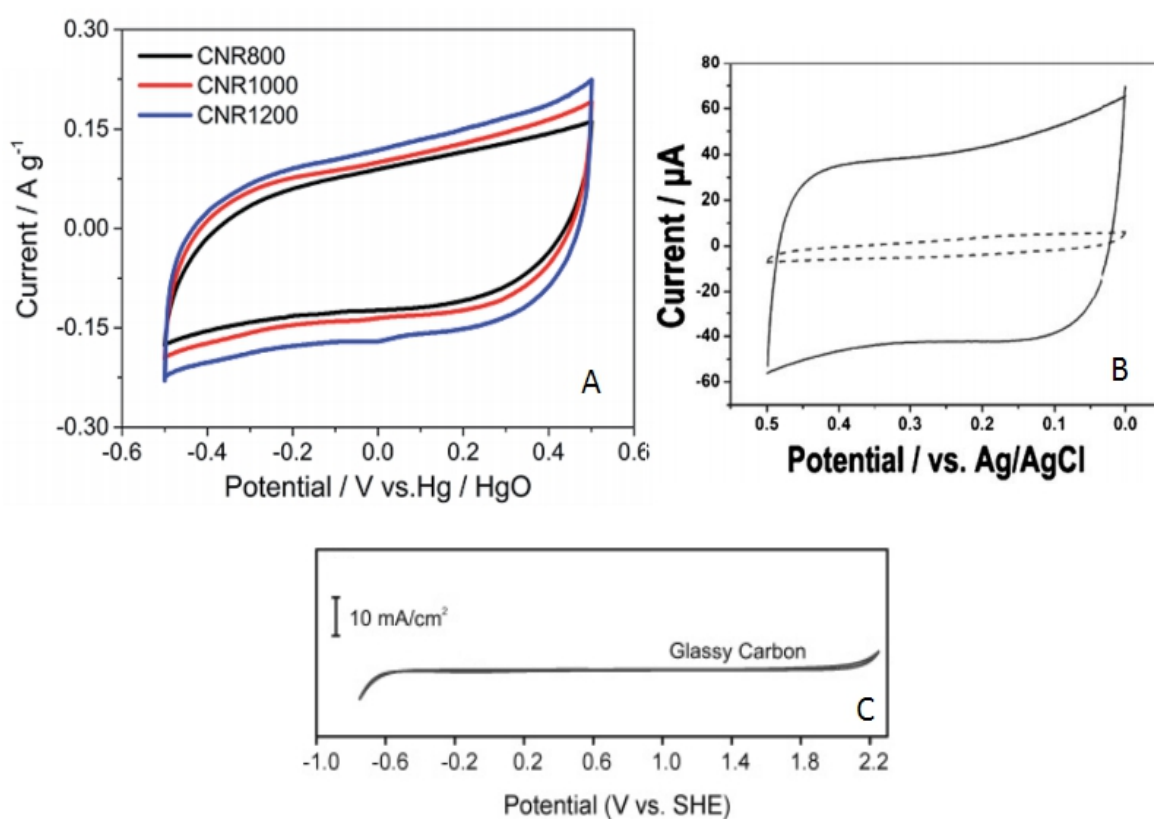 0.30
0.15
0.00
-0.15
-0.30
Current / A g⁻¹
CNR800
CNR1000
CNR1200
A
-0.6
-0.4
-0.2
0.0
0.2
0.4
0.6
Potential / V vs.Hg / HgO
80
60
40
20
0
-20
-40
-60
Current / µA
B
0.5
0.4
0.3
0.2
0.1
0.0
Potential / vs. Ag/AgCl
10 mA/cm²
Glassy Carbon
C
-1.0
-0.6
-0.2
0.2
0.6
1.0
1.4
1.8
2.2
Potential (V vs. SHE)